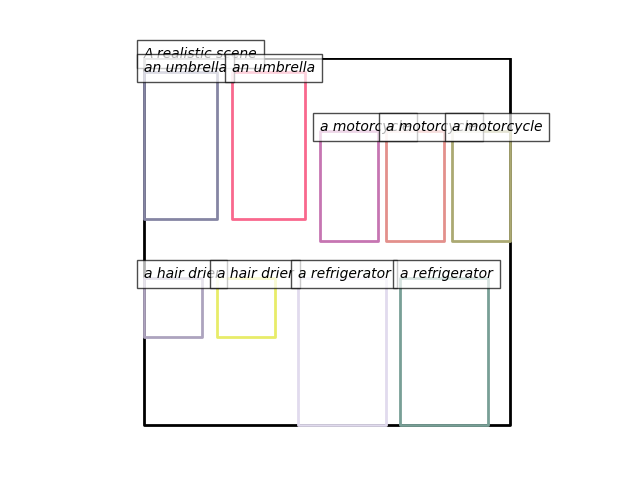 A realistic scene
an umbrella
an umbrella
a motorcycle
a motorcycle
a motorcycle
a hair drier
a hair drier
a refrigerator
a refrigerator